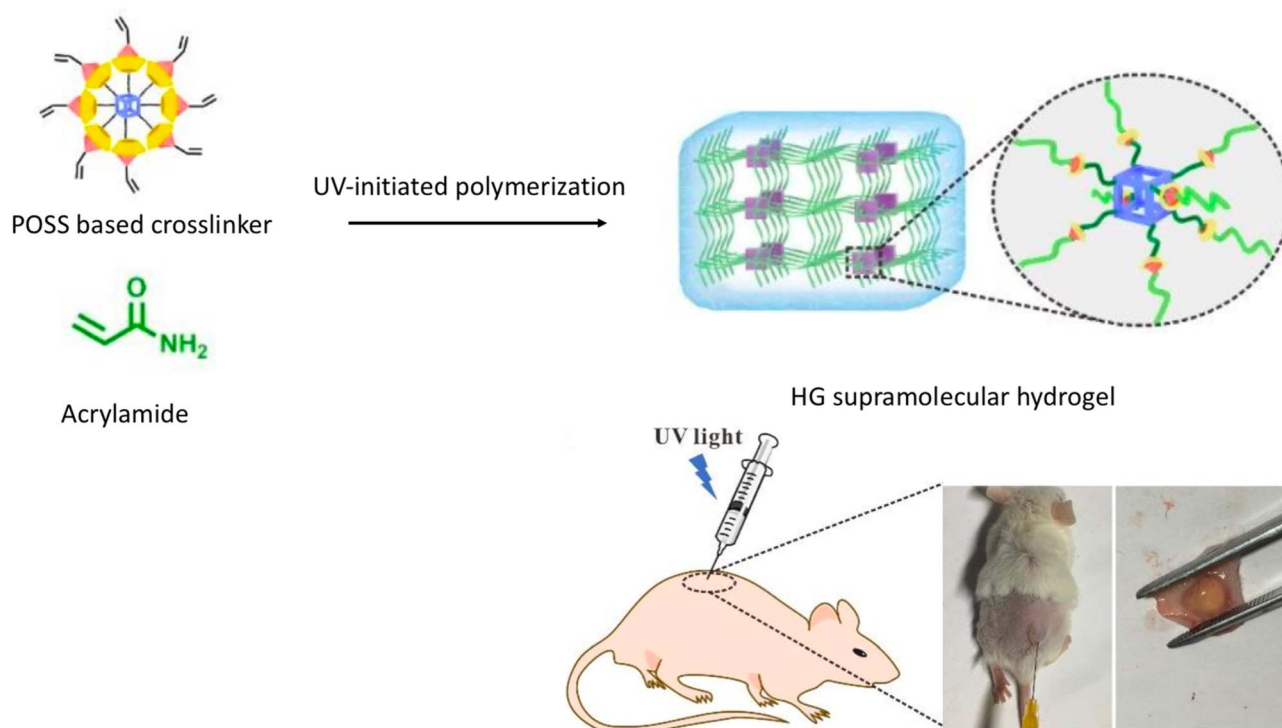 UV-initiated polymerization
POSS based crosslinker
O
NH2
Acrylamide
HG supramolecular hydrogel
UV light